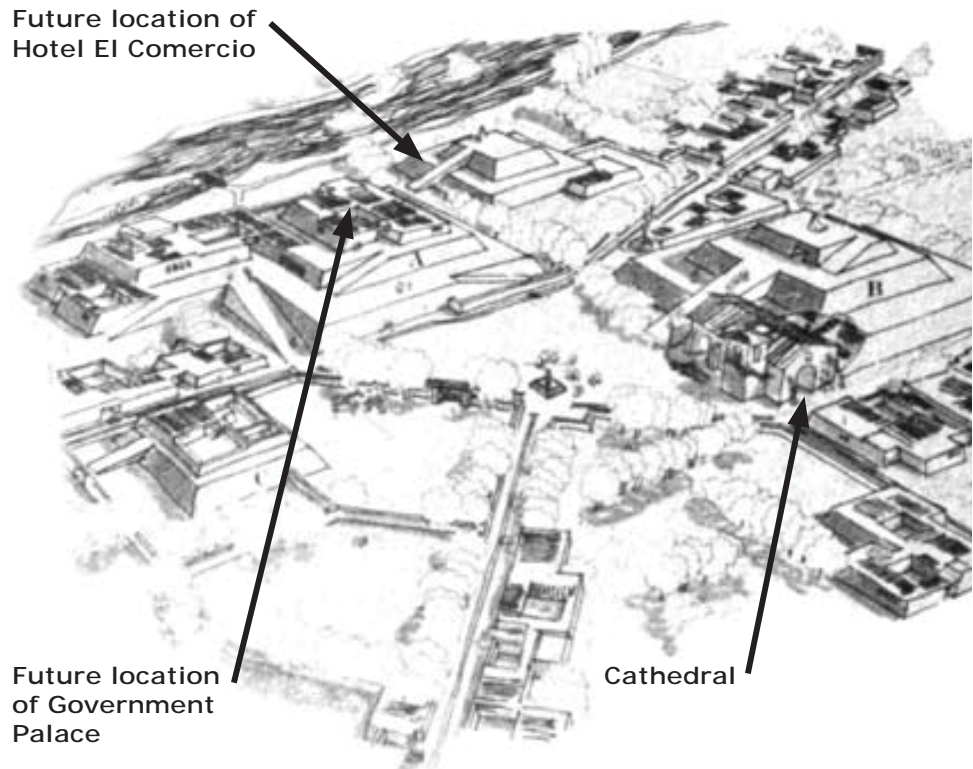 Future location of
Hotel El Comercio
B
Future location
of Government
Palace
Cathedral